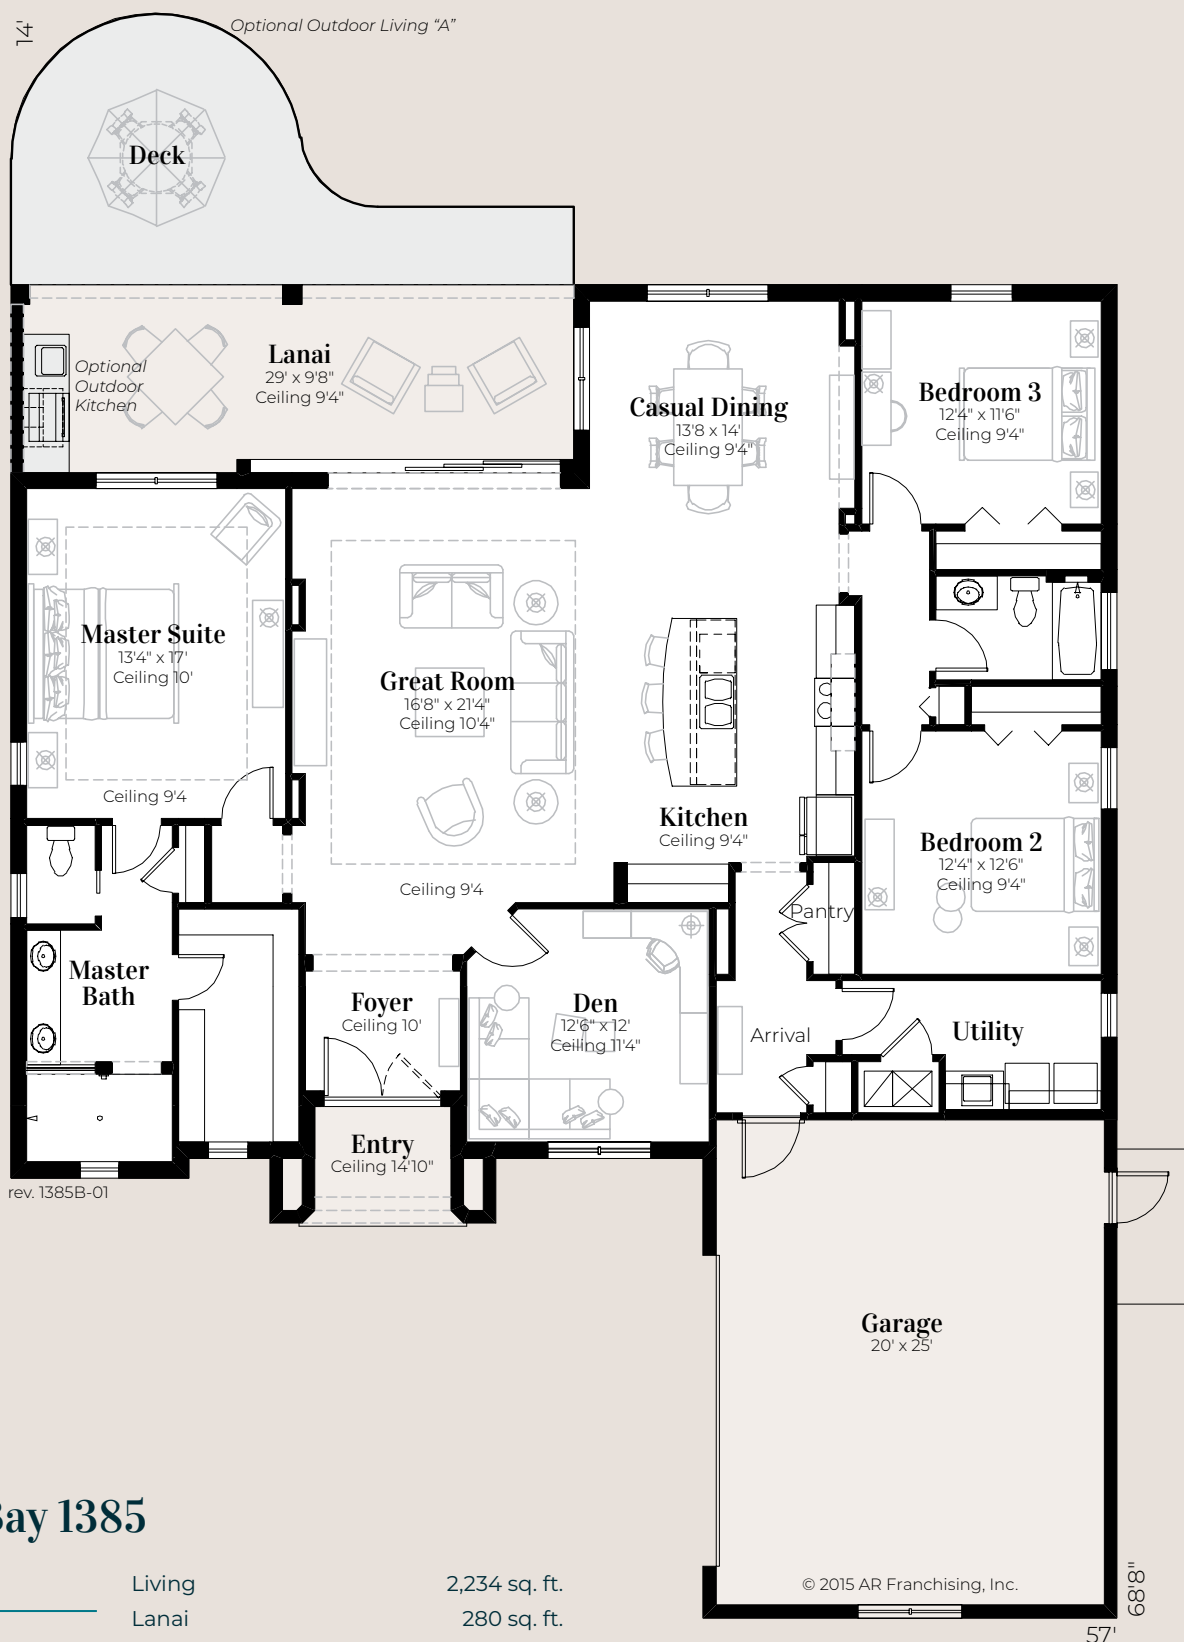 14'
Optional Outdoor Living “A”
Deck
Lanai
29' x 9'8"
Ceiling 9'4"
Optional
Outdoor
Kitchen
Casual Dining
13'8 x 14'
Ceiling 9'4"
Bedroom 3
12'4" x 11'6"
Ceiling 9'4"
Master Suite
13'4" x 17'
Ceiling 10'
Ceiling 9'4
Great Room
16'8" x 21'4"
Ceiling 10'4"
Ceiling 9'4
Kitchen
Ceiling 9'4"
Bedroom 2
12'4" x 12'6"
Ceiling 9'4"
Pantry
Master
Bath
Foyer
Ceiling 10'
Den
12'6" x 12'
Ceiling 11'4"
Arrival
Utility
Entry
Ceiling 14'10"
rev. 1385B-01
Garage
20' x 25'
Bay 1385
Living 2,234 sq. ft.
Lanai 280 sq. ft.
© 2015 AR Franchising, Inc.
68'8"
57'